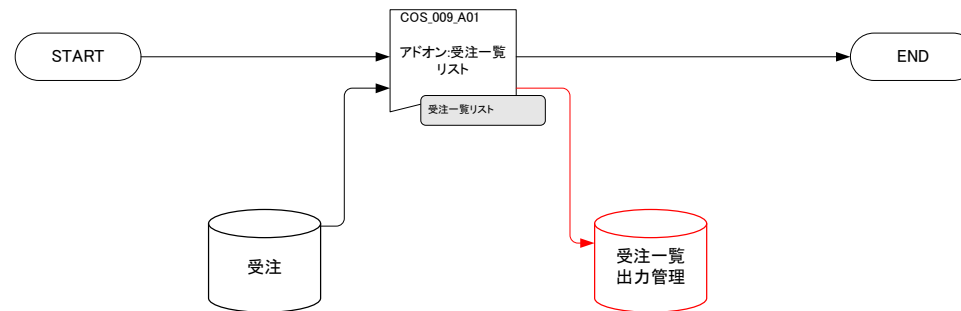 COS_009_A01
START
アドオン:受注一覧
リスト
END
受注一覧リスト
受注
受注一覧
出力管理